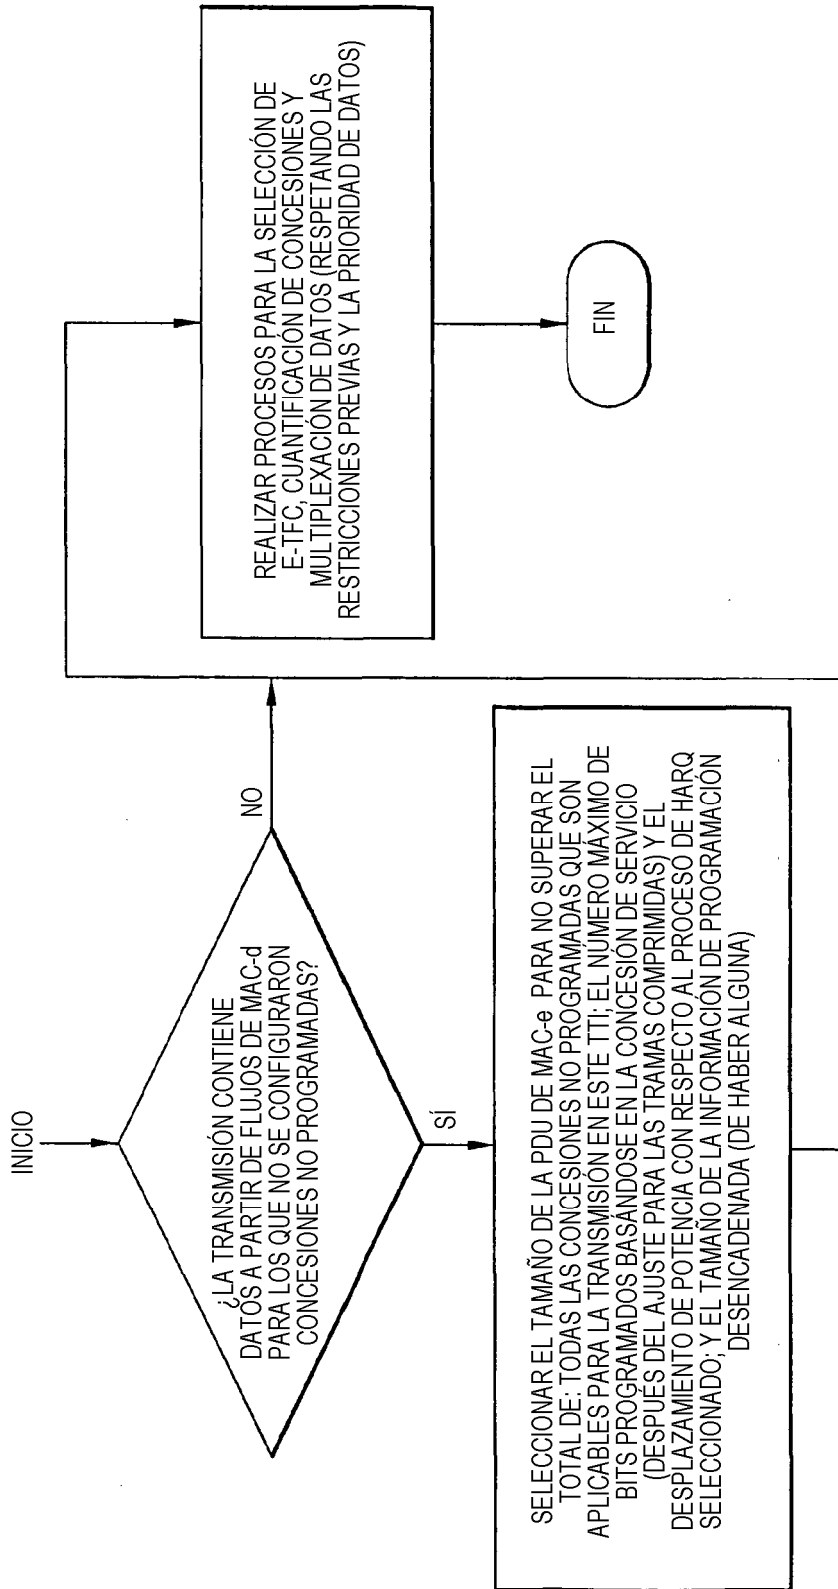 INICIO
¿LA TRANSMISIÓN CONTIENE
DATOS A PARTIR DE FLUJOS DE MAC-d
PARA LOS QUE NO SE CONFIGURARON
CONCESIONES NO PROGRAMADAS?
NO
SÍ
SELECCIONAR EL TAMAÑO DE LA PDU DE MAC-e PARA NO SUPERAR EL
TOTAL DE: TODAS LAS CONCESIONES NO PROGRAMADAS QUE SON
APLICABLES PARA LA TRANSMISIÓN EN ESTE TTI; EL NÚMERO MÁXIMO DE
BITS PROGRAMADOS BASÁNDOSE EN LA CONCESIÓN DE SERVICIO
(DESPUÉS DEL AJUSTE PARA LAS TRAMAS COMPRIMIDAS) Y EL
DESPLAZAMIENTO DE POTENCIA CON RESPECTO AL PROCESO DE HARQ
SELECCIONADO; Y EL TAMAÑO DE LA INFORMACIÓN DE PROGRAMACIÓN
DESENCADENADA (DE HABER ALGUNA)
REALIZAR PROCESOS PARA LA SELECCIÓN DE
E-TFC, CUANTIFICACIÓN DE CONCESIONES Y
MULTIPLEXACIÓN DE DATOS (RESPETANDO LAS
RESTRICCIONES PREVIAS Y LA PRIORIDAD DE DATOS)
FIN